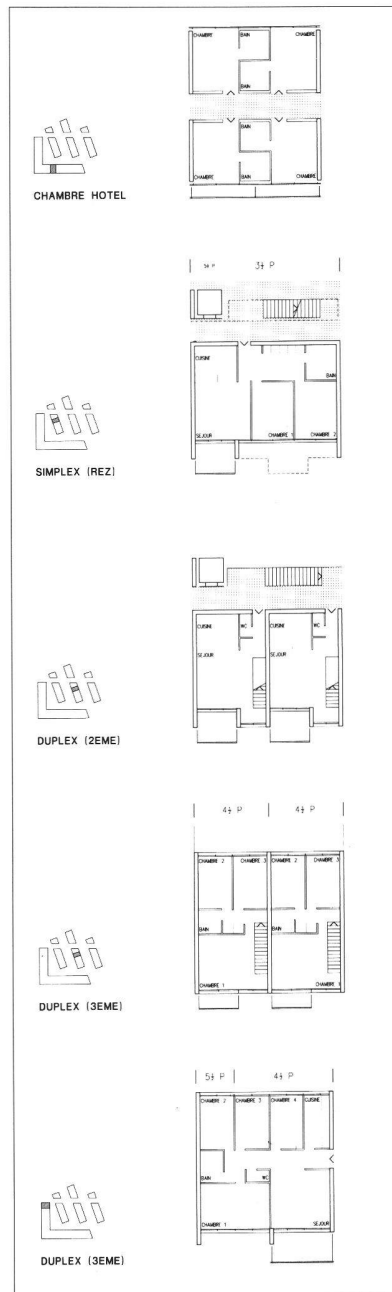 CHAMBRE
BAIN
CHAMBRE
BAIN
BAIN
CHAMBRE
BAIN
CHAMBRE
CHAMBRE HOTEL
5½ P
3½ P
CUISINE
BAIN
SEJOUR
CHAMBRE 1
CHAMBRE 2
SIMPLEX (REZ)
CUISINE
WC
CUISINE
WC
SEJOUR
SEJOUR
DUPLEX (2EME)
4½ P
4½ P
CHAMBRE 2
CHAMBRE 3
CHAMBRE 2
CHAMBRE 3
BAIN
BAIN
CHAMBRE 1
CHAMBRE 1
DUPLEX (3EME)
5½ P
4½ P
CHAMBRE 2
CHAMBRE 3
CHAMBRE 4
CUISINE
BAIN
WC
CHAMBRE 1
SEJOUR
DUPLEX (3EME)